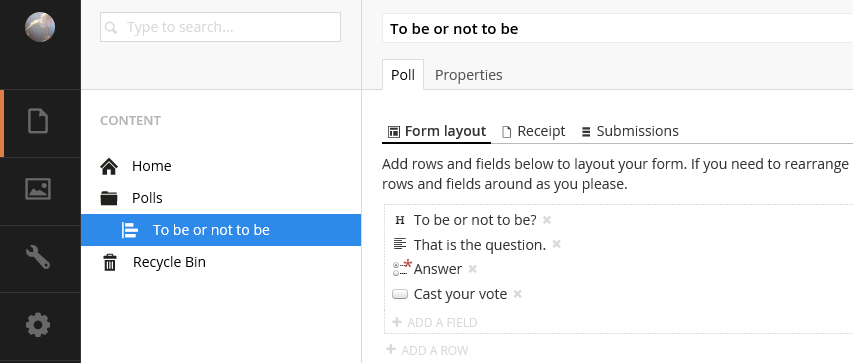 Type to search...
To be or not to be
Poll
Properties
CONTENT
Home
Polls
To be or not to be
Recycle Bin
Form layout
Receipt
Submissions
Add rows and fields below to layout your form. If you need to rearrange
rows and fields around as you please.
H To be or not to be?
That is the question.
* Answer
Cast your vote
+ ADD A FIELD
+ ADD A ROW